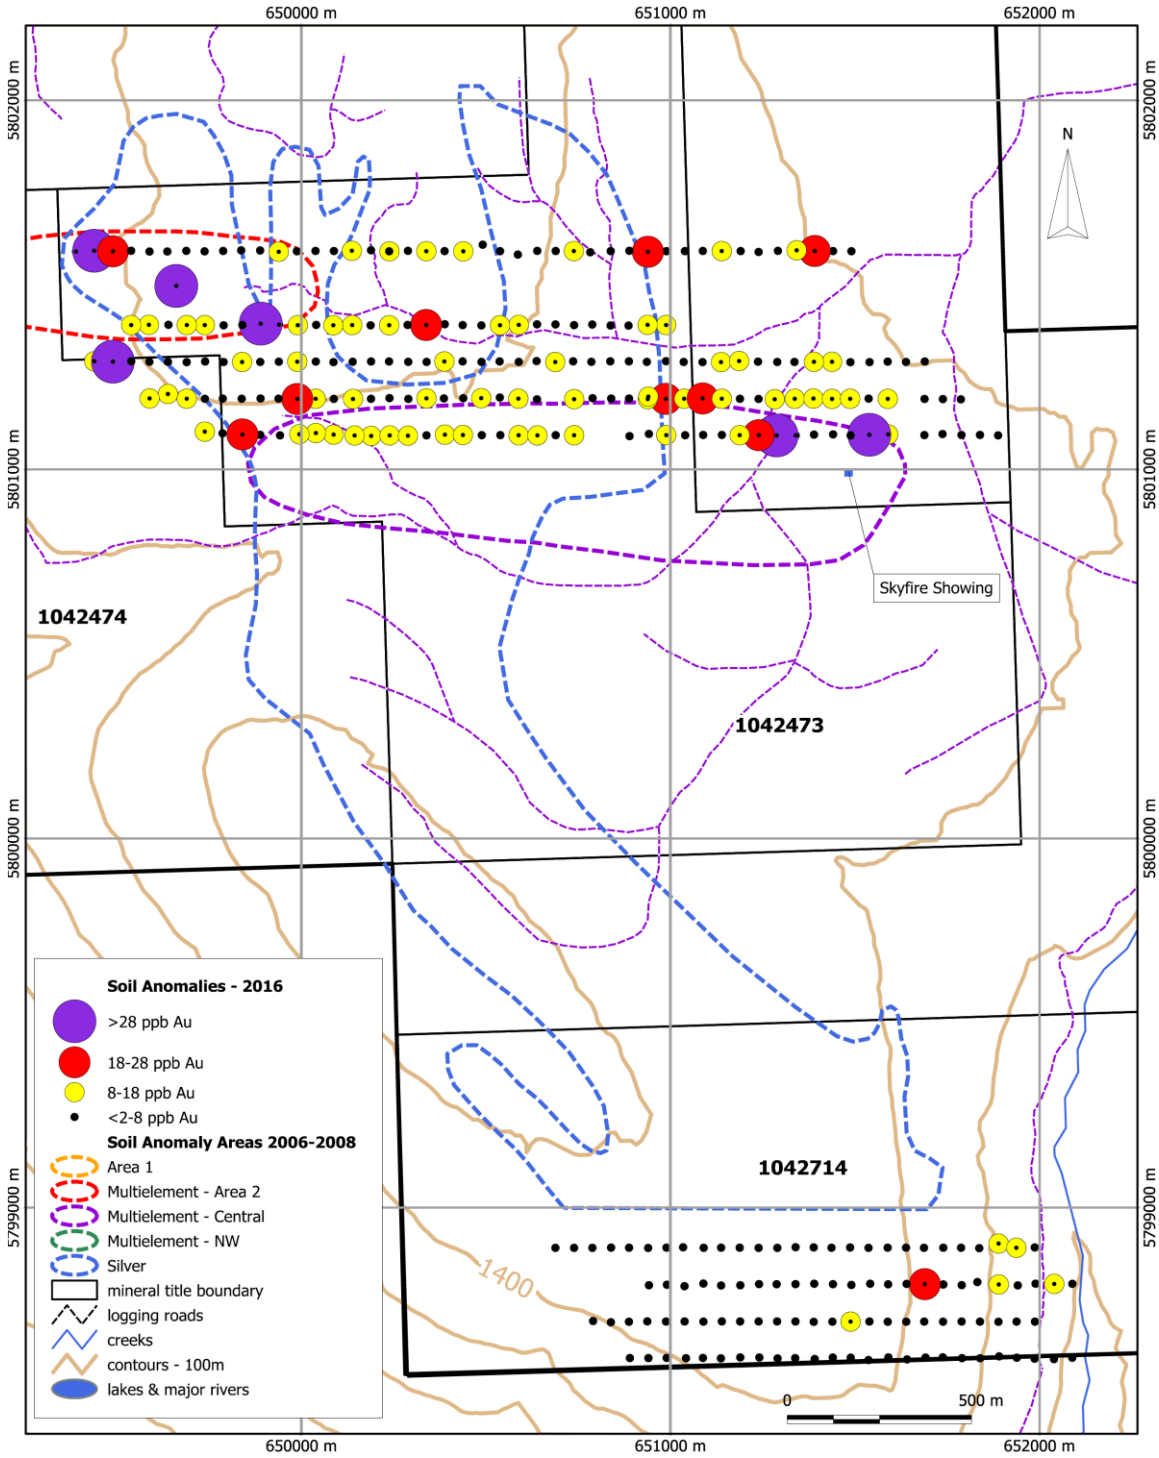 650000 m
651000 m
652000 m
5802000 m
5802000 m
N
5801000 m
5801000 m
Skyfire Showing
1042474
1042473
5800000 m
5800000 m
Soil Anomalies - 2016
>28 ppb Au
18-28 ppb Au
8-18 ppb Au
<2-8 ppb Au
Soil Anomaly Areas 2006-2008
Area 1
Multielement - Area 2
Multielement - Central
Multielement - NW
Silver
mineral title boundary
logging roads
creeks
contours - 100m
lakes & major rivers
1042714
5799000 m
5799000 m
1400
0
500 m
650000 m
651000 m
652000 m